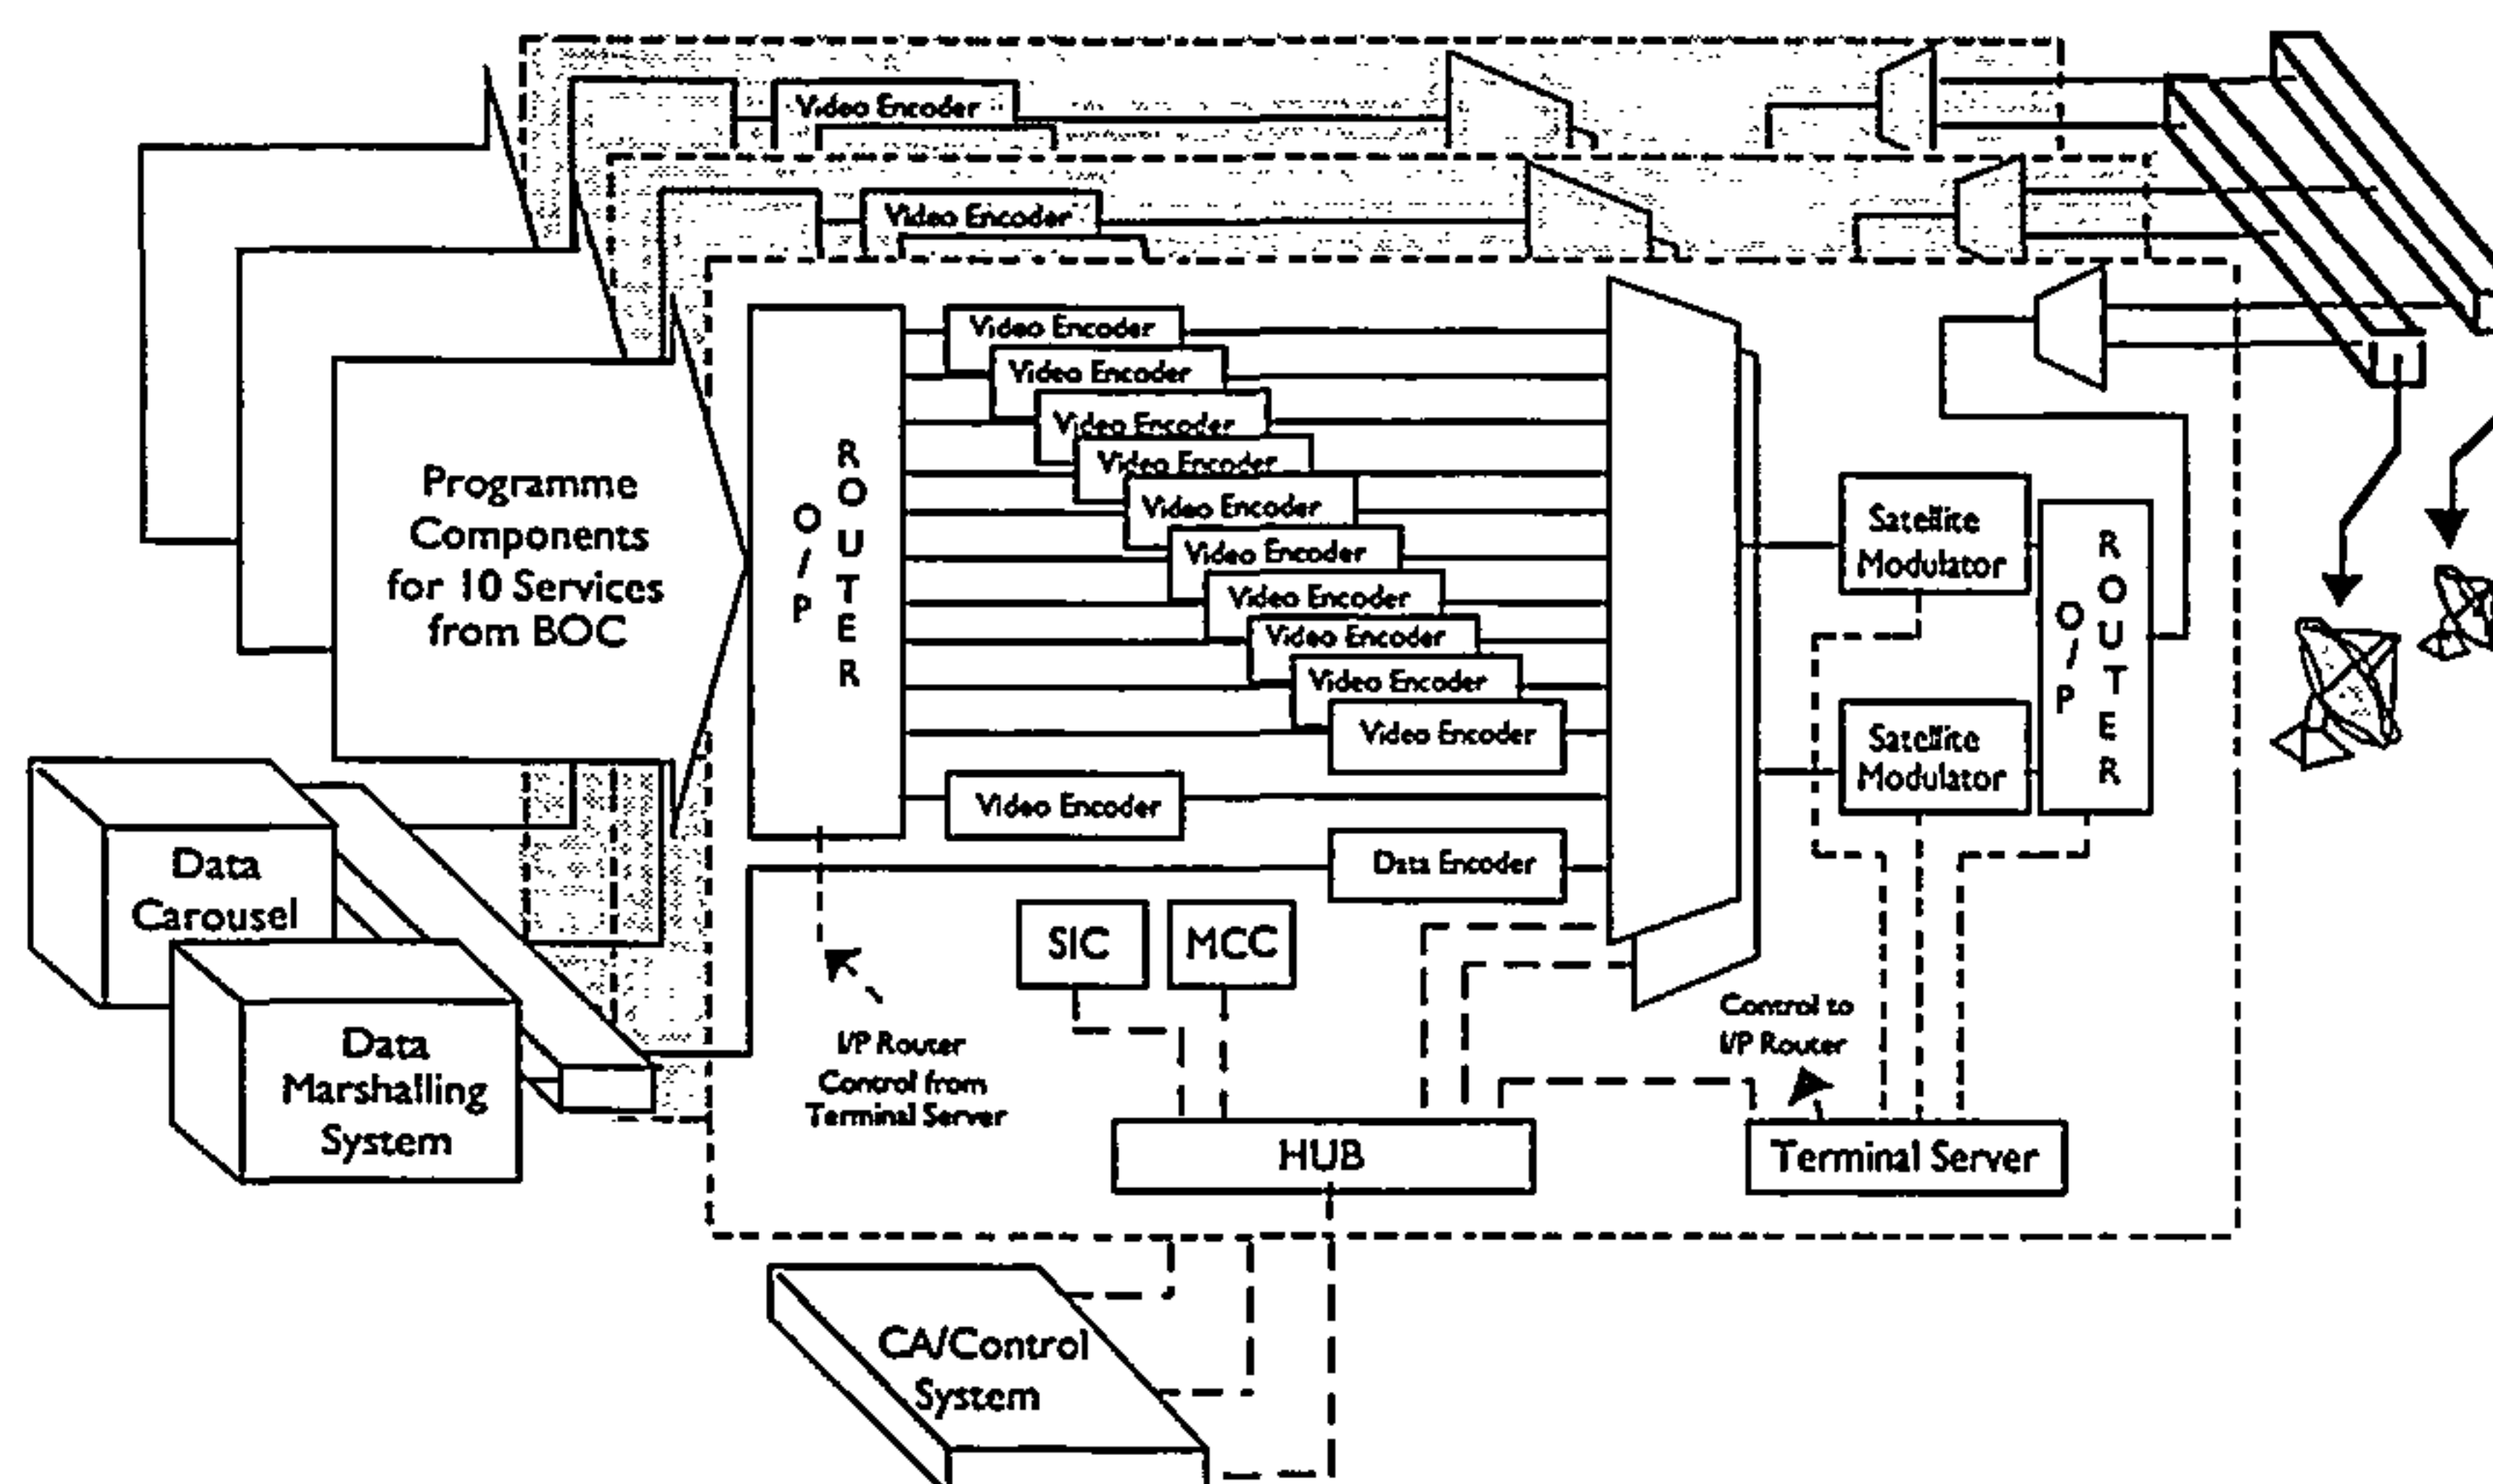 Video Encoder
Video Encoder
Video Encoder
Video Encoder
Video Encoder
Video Encoder
Video Encoder
Video Encoder
Video Encoder
Video Encoder
Video Encoder
Video Encoder
Video Encoder
Data Encoder
Programme
Components
for 10 Services
from BOC
O/P
ROUTER
Satellite
Modulator
Satellite
Modulator
O/P
ROUTER
Data
Carousel
Data
Marshalling
System
SIC
MCC
I/P Router
Control from
Terminal Server
Control to
I/P Router
HUB
Terminal Server
CA/Control
System